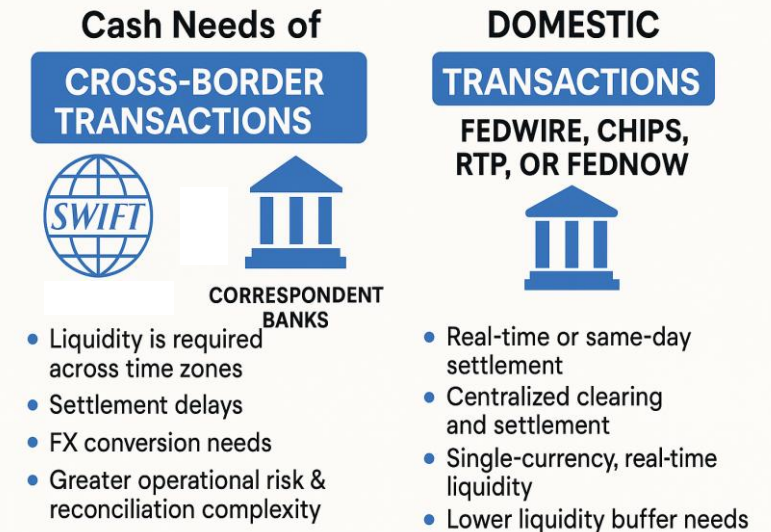 Cash Needs of
CROSS-BORDER
TRANSACTIONS
SWIFT
CORRESPONDENT
BANKS
• Liquidity is required
across time zones
• Settlement delays
• FX conversion needs
• Greater operational risk &
reconciliation complexity
DOMESTIC
TRANSACTIONS
FEDWIRE, CHIPS,
RTP, OR FEDNOW
• Real-time or same-day
settlement
• Centralized clearing
and settlement
• Single-currency, real-time
liquidity
• Lower liquidity buffer needs